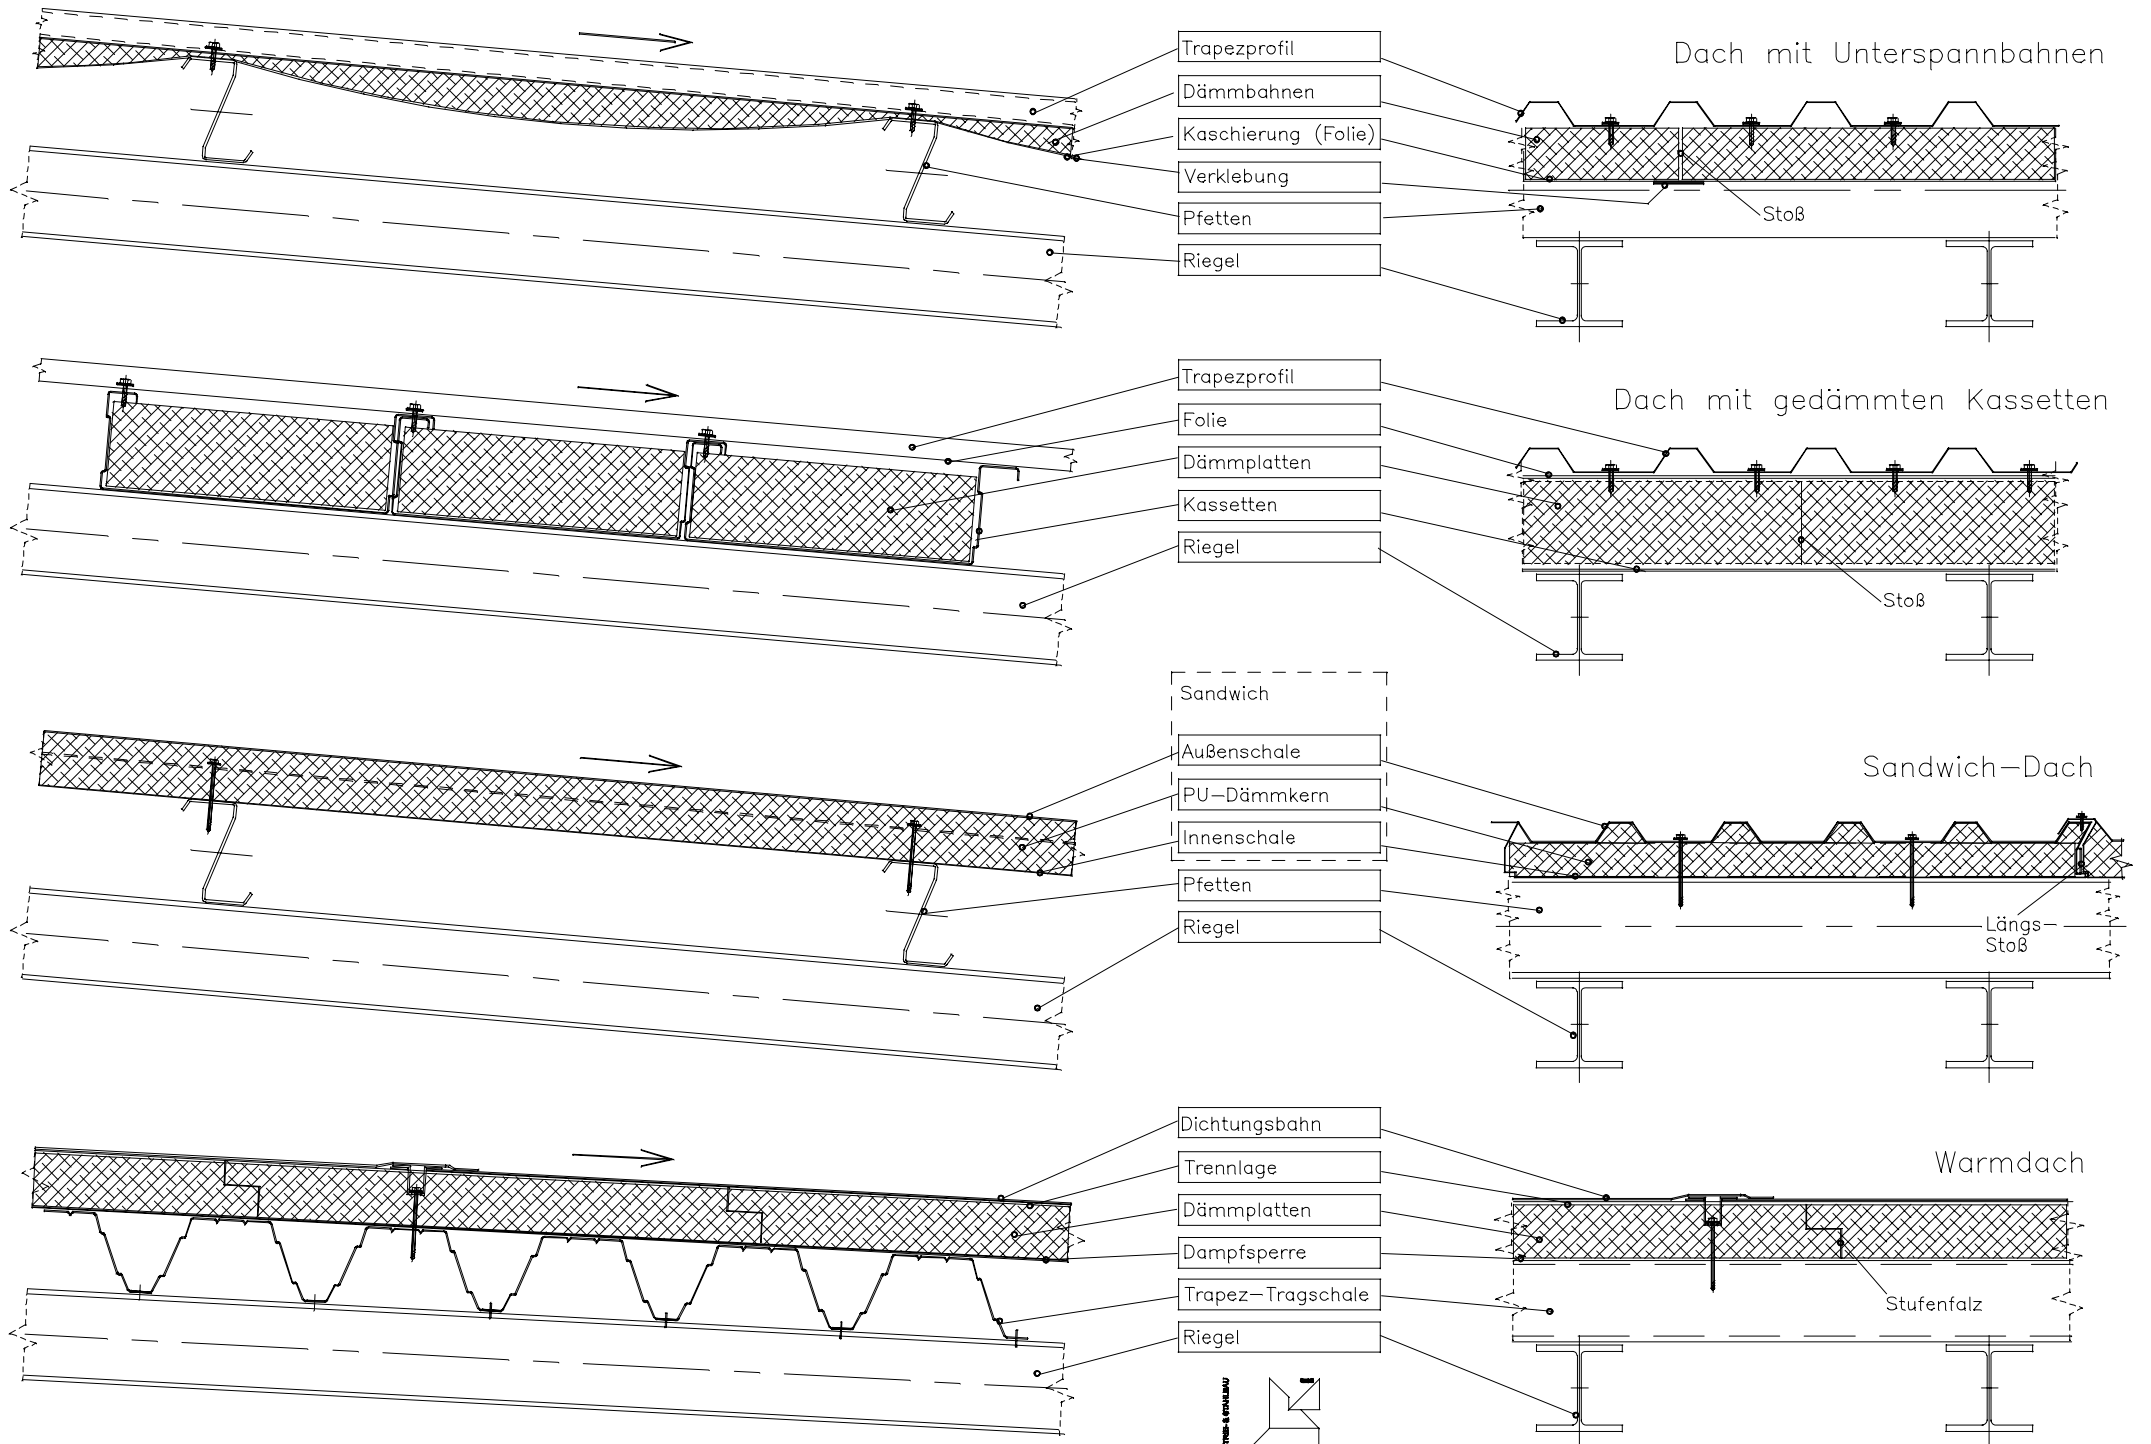 Dach mit Unterspannbahnen
Trapezprofil
Dämmbahnen
Kaschierung (Folie)
Verklebung
Pfetten
Riegel
Stoß
Dach mit gedämmten Kassetten
Trapezprofil
Folie
Dämmplatten
Kassetten
Riegel
Stoß
Sandwich
Sandwich-Dach
Außenschale
PU-Dämmkern
Innenschale
Pfetten
Riegel
Längs-
Stoß
Warmdach
Dichtungsbahn
Trennlage
Dämmplatten
Dampfsperre
Trapez-Tragschale
Riegel
Stufenfalz